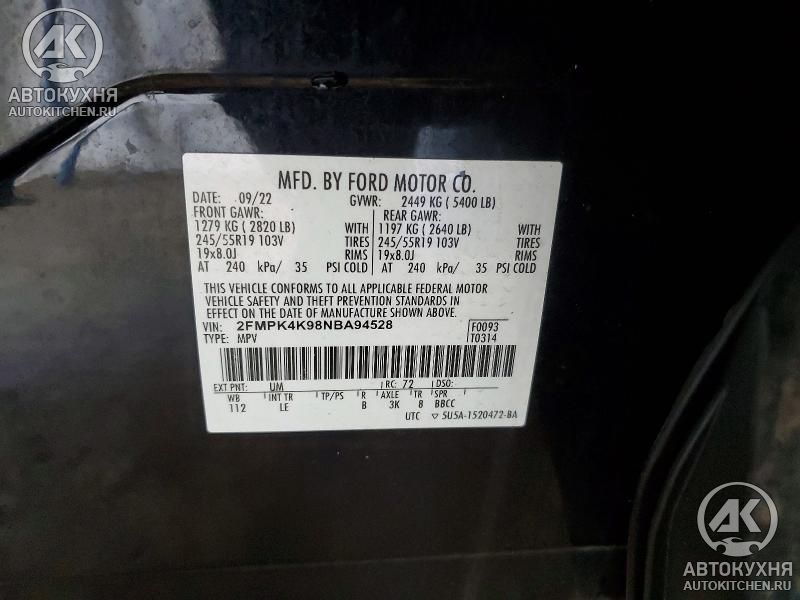 АК
АВТОКУХНЯ
AUTOKITCHEN.RU
MFD. BY FORD MOTOR CO.
DATE: 09/22 GVWR: 2449 KG ( 5400 LB)
FRONT GAWR: REAR GAWR:
1279 KG ( 2820 LB) WITH 1197 KG ( 2640 LB) WITH
245/55R19 103V TIRES 245/55R19 103V TIRES
19x8.0J RIMS 19x8.0J RIMS
AT 240 kPa/ 35 PSI COLD AT 240 kPa/ 35 PSI COLD
THIS VEHICLE CONFORMS TO ALL APPLICABLE FEDERAL MOTOR
VEHICLE SAFETY AND THEFT PREVENTION STANDARDS IN
EFFECT ON THE DATE OF MANUFACTURE SHOWN ABOVE.
VIN: 2FMPK4K98NBA94528 F0093
TYPE: MPV T0314
EXT PNT: UM RC: 72 DSO:
WB INT TR TP/PS R AXLE TR SPR
112 LE B 3K 8 BBCC
UTC ▽ 5U5A-1520472-BA
АК
АВТОКУХНЯ
AUTOKITCHEN.RU